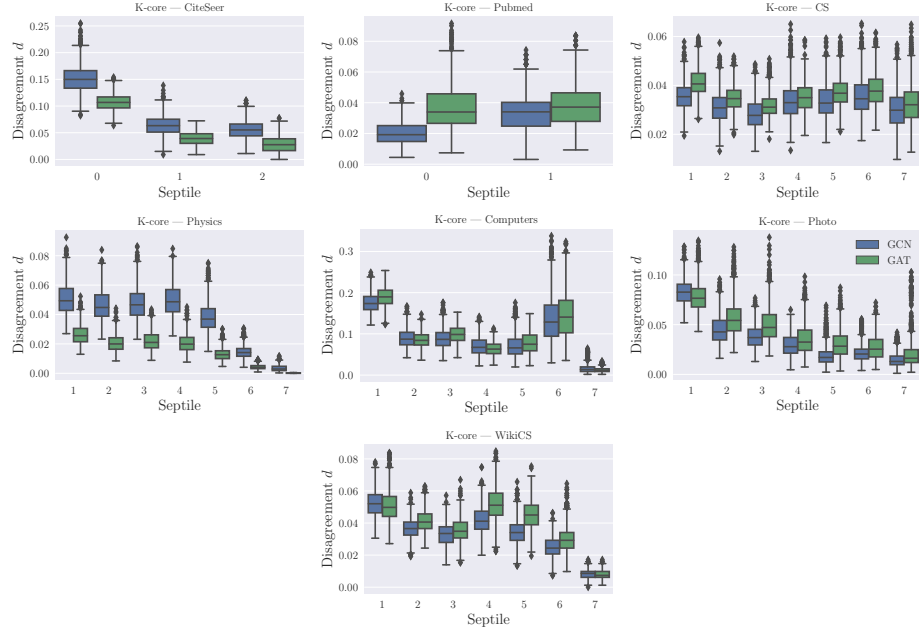 K-core — CiteSeer
0.25
0.20
0.15
0.10
0.05
0.00
Disagreement d
0 1 2
Septile
K-core — Pubmed
0.08
0.06
0.04
0.02
0.00
Disagreement d
0 1
Septile
K-core — CS
0.06
0.04
0.02
Disagreement d
1 2 3 4 5 6 7
Septile
K-core — Physics
0.08
0.06
0.04
0.02
0.00
Disagreement d
1 2 3 4 5 6 7
Septile
K-core — Computers
0.3
0.2
0.1
0.0
Disagreement d
1 2 3 4 5 6 7
Septile
K-core — Photo
GCN
GAT
0.10
0.05
0.00
Disagreement d
1 2 3 4 5 6 7
Septile
K-core — WikiCS
0.08
0.06
0.04
0.02
0.00
Disagreement d
1 2 3 4 5 6 7
Septile